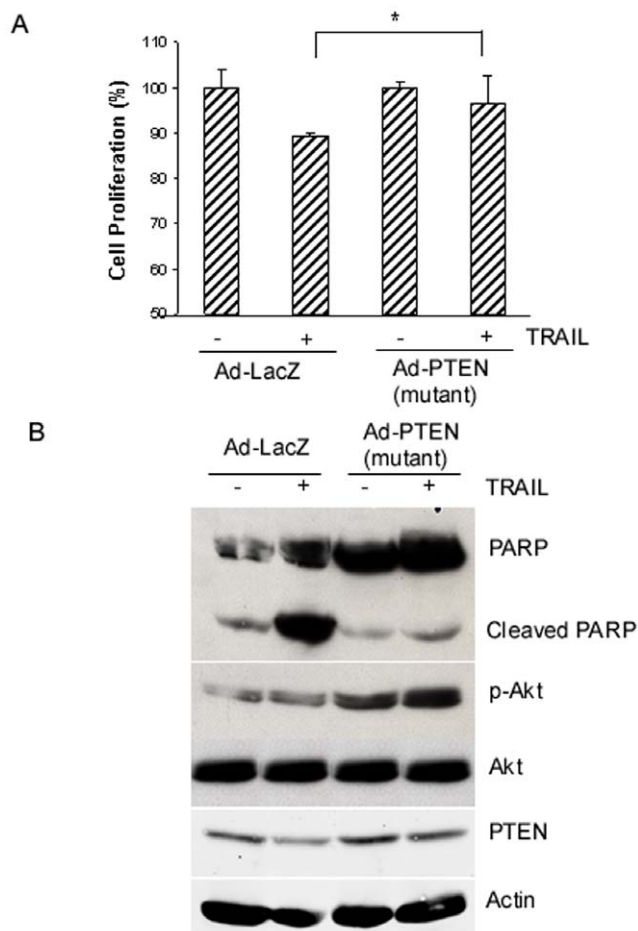 A
*
110
100
90
80
70
60
50
Cell Proliferation (%)
- + - + TRAIL
Ad-LacZ Ad-PTEN
(mutant)
B
Ad-LacZ Ad-PTEN
(mutant)
- + - + TRAIL
PARP
Cleaved PARP
p-Akt
Akt
PTEN
Actin